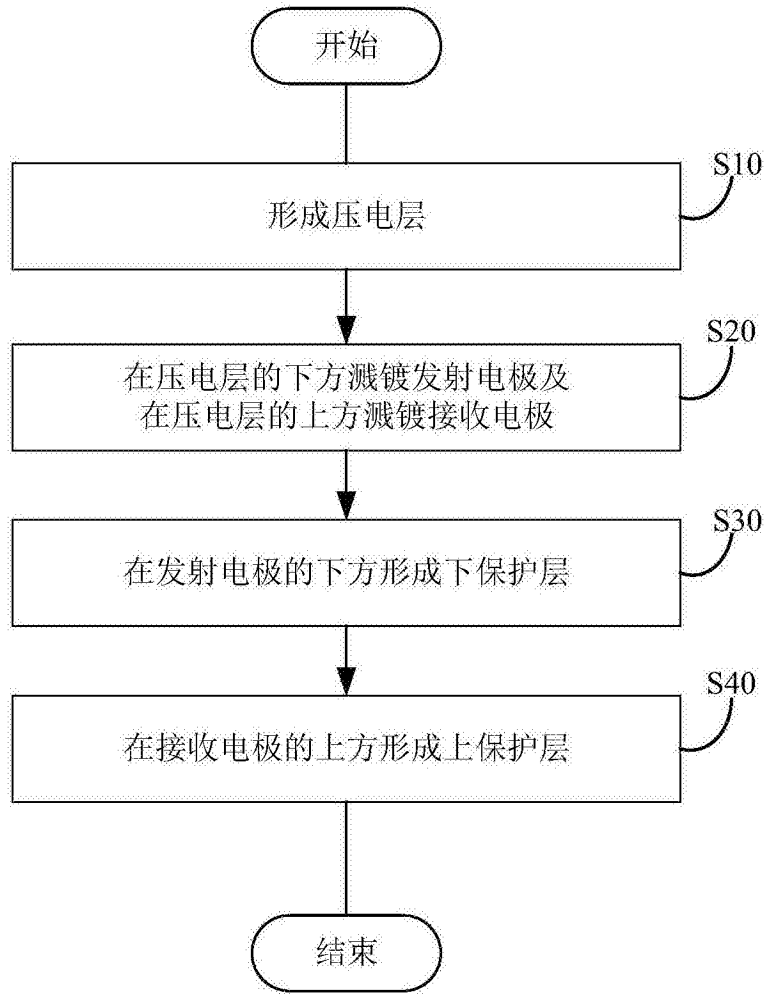 开始
S10
形成压电层
S20
在压电层的下方溅镀发射电极及
在压电层的上方溅镀接收电极
S30
在发射电极的下方形成下保护层
S40
在接收电极的上方形成上保护层
结束